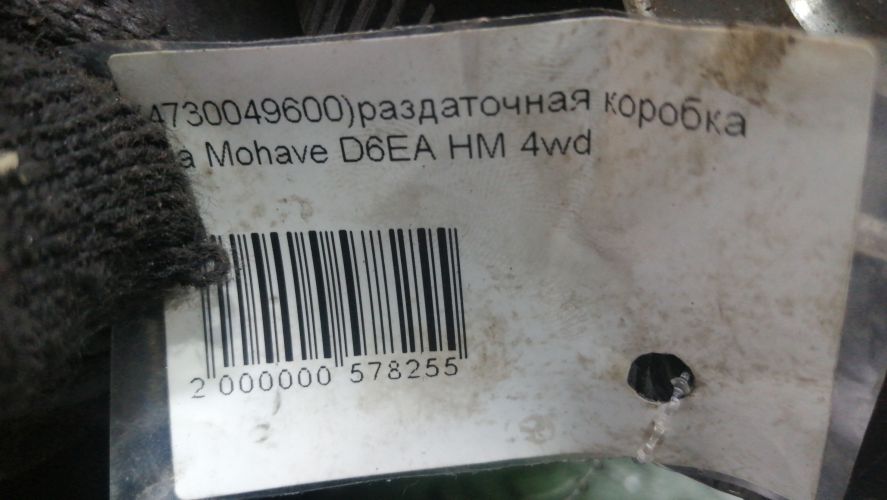 4730049600)раздаточная коробка
a Mohave D6EA HM 4wd
2 000000 578255